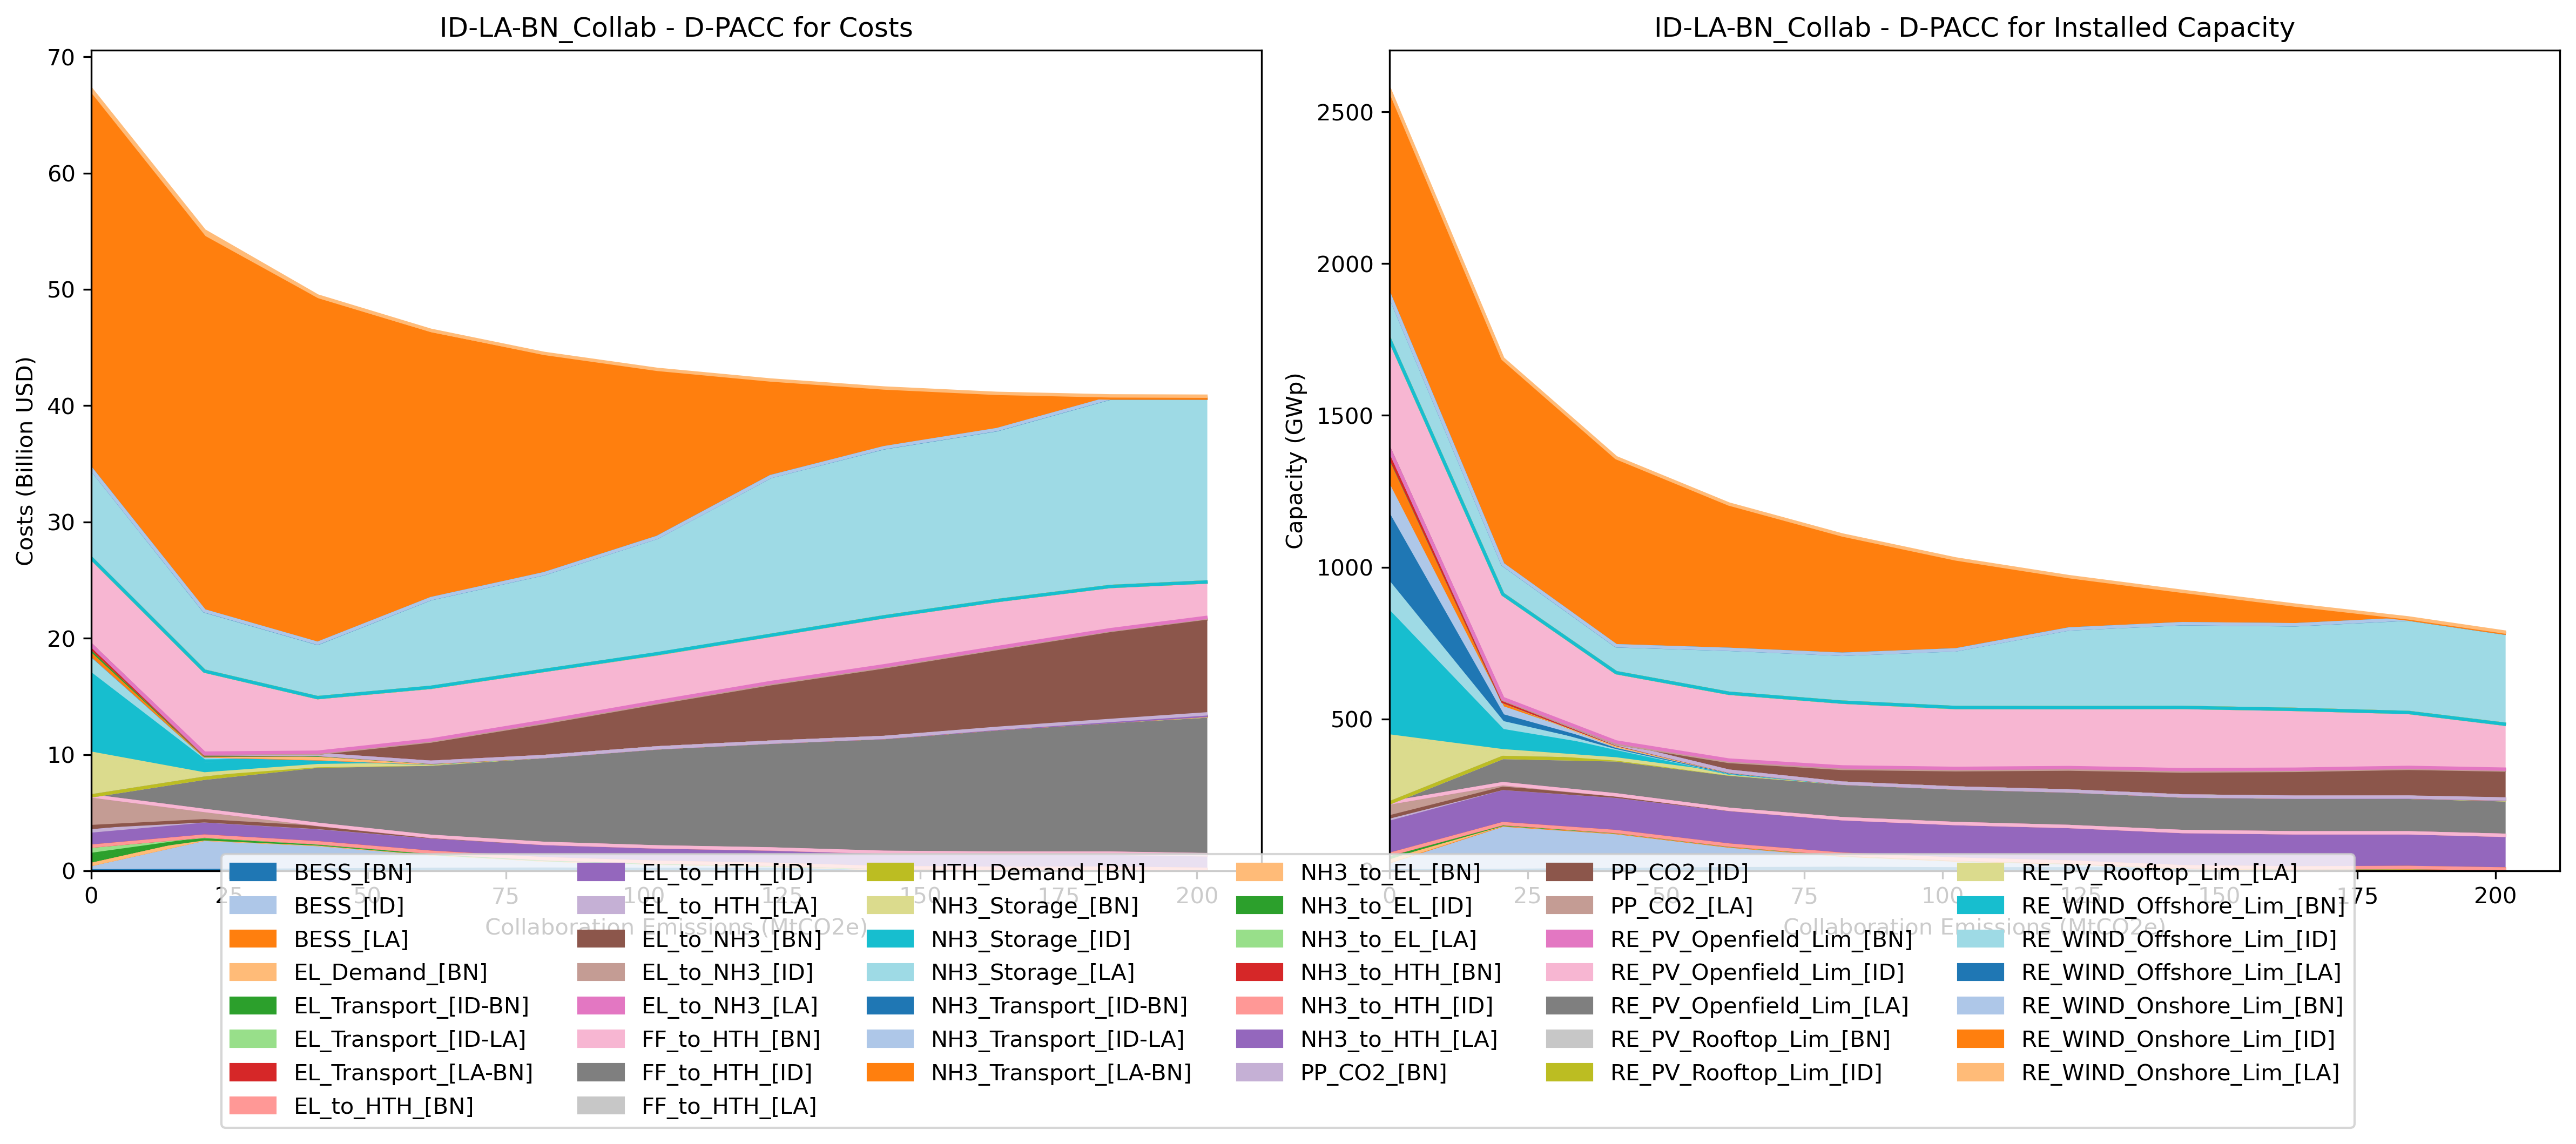 ID-LA-BN_Collab - D-PACC for Costs
70
60
50
40
30
20
10
0
Costs (Billion USD)
0 25 50 75 100 125 150 175 200
Collaboration Emissions (MtCO2e)
ID-LA-BN_Collab - D-PACC for Installed Capacity
2500
2000
1500
1000
500
0
Capacity (GWp)
0 25 50 75 100 125 150 175 200
Collaboration Emissions (MtCO2e)
BESS_[BN]
BESS_[ID]
BESS_[LA]
EL_Demand_[BN]
EL_Transport_[ID-BN]
EL_Transport_[ID-LA]
EL_Transport_[LA-BN]
EL_to_HTH_[BN]
EL_to_HTH_[ID]
EL_to_HTH_[LA]
EL_to_NH3_[BN]
EL_to_NH3_[ID]
EL_to_NH3_[LA]
FF_to_HTH_[BN]
FF_to_HTH_[ID]
FF_to_HTH_[LA]
HTH_Demand_[BN]
NH3_Storage_[BN]
NH3_Storage_[ID]
NH3_Storage_[LA]
NH3_Transport_[ID-BN]
NH3_Transport_[ID-LA]
NH3_Transport_[LA-BN]
NH3_to_EL_[BN]
NH3_to_EL_[ID]
NH3_to_EL_[LA]
NH3_to_HTH_[BN]
NH3_to_HTH_[ID]
NH3_to_HTH_[LA]
PP_CO2_[BN]
PP_CO2_[ID]
PP_CO2_[LA]
RE_PV_Openfield_Lim_[BN]
RE_PV_Openfield_Lim_[ID]
RE_PV_Openfield_Lim_[LA]
RE_PV_Rooftop_Lim_[BN]
RE_PV_Rooftop_Lim_[ID]
RE_PV_Rooftop_Lim_[LA]
RE_WIND_Offshore_Lim_[BN]
RE_WIND_Offshore_Lim_[ID]
RE_WIND_Offshore_Lim_[LA]
RE_WIND_Onshore_Lim_[BN]
RE_WIND_Onshore_Lim_[ID]
RE_WIND_Onshore_Lim_[LA]